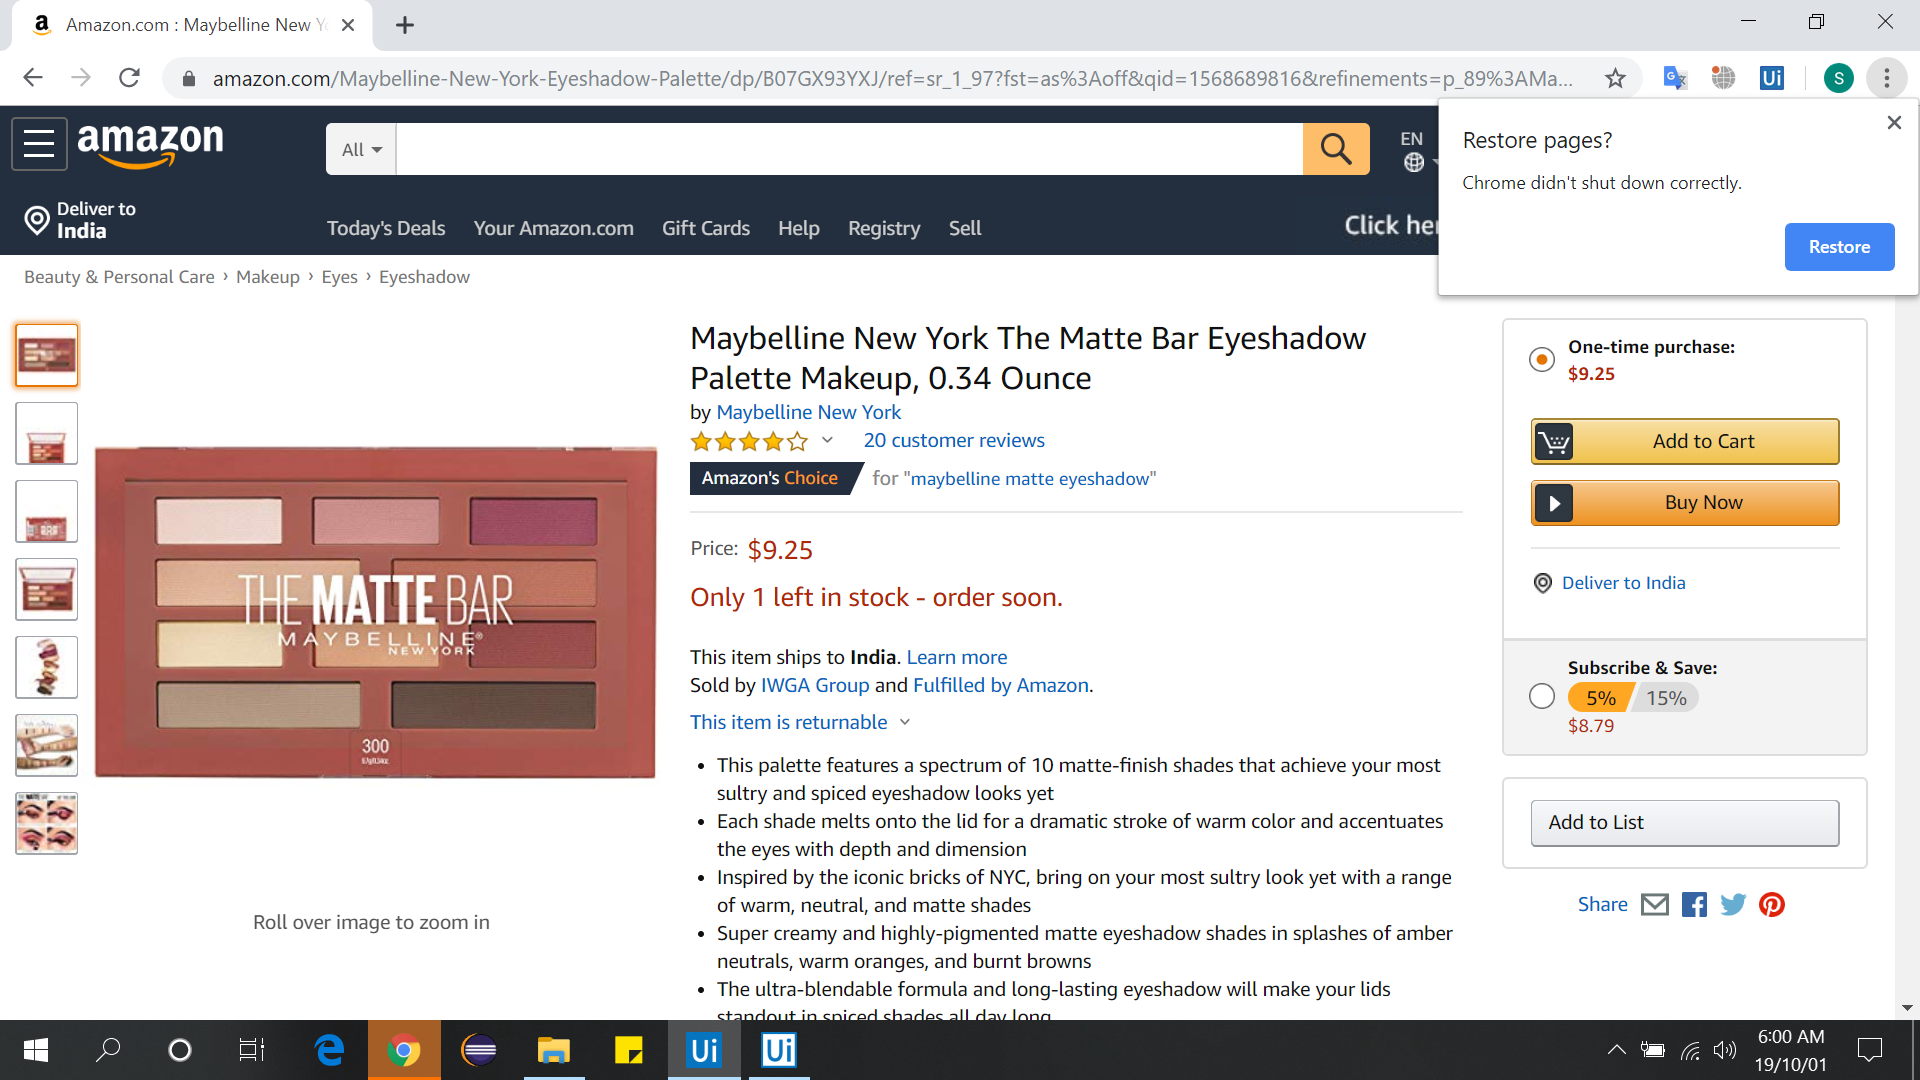 Amazon.com : Maybelline New Y
amazon.com/Maybelline-New-York-Eyeshadow-Palette/dp/B07GX93YXJ/ref=sr_1_97?fst=as%3Aoff&qid=1568689816&refinements=p_89%3AMa...
S
Restore pages?
Chrome didn't shut down correctly.
Restore
amazon
All
EN
Deliver to
India
Today's Deals Your Amazon.com Gift Cards Help Registry Sell
Click her
Beauty & Personal Care › Makeup › Eyes › Eyeshadow
THE MATTE BAR
MAYBELLINE®
NEW YORK
300
Roll over image to zoom in
Maybelline New York The Matte Bar Eyeshadow
Palette Makeup, 0.34 Ounce
by Maybelline New York
20 customer reviews
Amazon's Choice for "maybelline matte eyeshadow"
Price: $9.25
Only 1 left in stock - order soon.
This item ships to India. Learn more
Sold by IWGA Group and Fulfilled by Amazon.
This item is returnable
• This palette features a spectrum of 10 matte-finish shades that achieve your most
sultry and spiced eyeshadow looks yet
• Each shade melts onto the lid for a dramatic stroke of warm color and accentuates
the eyes with depth and dimension
• Inspired by the iconic bricks of NYC, bring on your most sultry look yet with a range
of warm, neutral, and matte shades
• Super creamy and highly-pigmented matte eyeshadow shades in splashes of amber
neutrals, warm oranges, and burnt browns
• The ultra-blendable formula and long-lasting eyeshadow will make your lids
standout in spiced shades all day long
One-time purchase:
$9.25
Add to Cart
Buy Now
Deliver to India
Subscribe & Save:
5% 15%
$8.79
Add to List
Share
Ui
Ui
Ui
6:00 AM
19/10/01